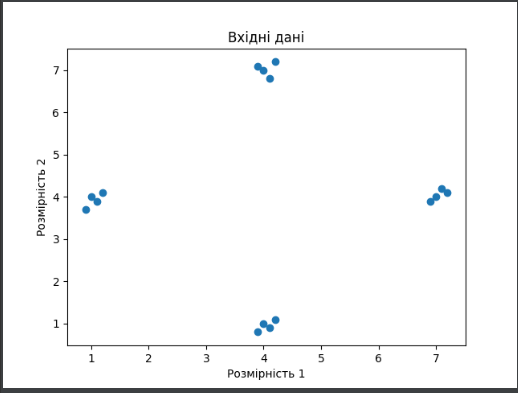 Вхідні дані
7
6
5
4
3
2
1
Розмірність 2
1 2 3 4 5 6 7
Розмірність 1